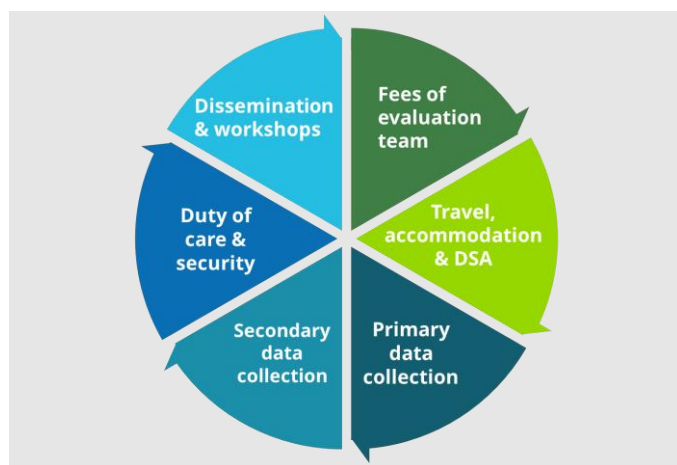 Fees of
evaluation
team
Travel,
accommodation
& DSA
Primary
data
collection
Secondary
data
collection
Duty of
care &
security
Dissemination
& workshops